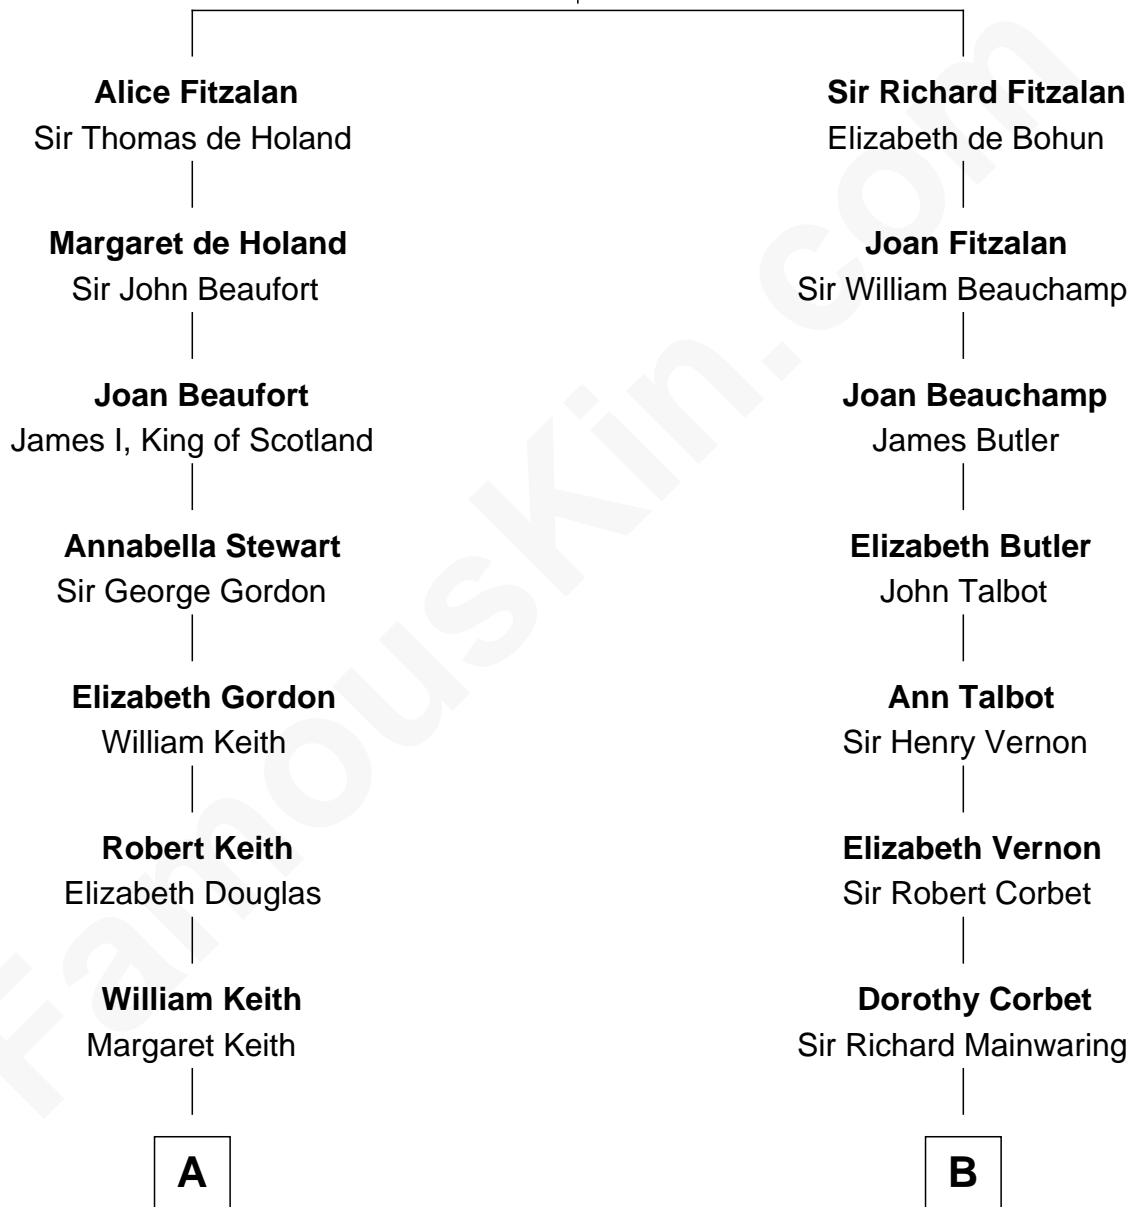 Alice Fitzalan
Sir Thomas de Holand
Margaret de Holand
Sir John Beaufort
Joan Beaufort
James I, King of Scotland
Annabella Stewart
Sir George Gordon
Elizabeth Gordon
William Keith
Robert Keith
Elizabeth Douglas
William Keith
Margaret Keith
A
Sir Richard Fitzalan
Elizabeth de Bohun
Joan Fitzalan
Sir William Beauchamp
Joan Beauchamp
James Butler
Elizabeth Butler
John Talbot
Ann Talbot
Sir Henry Vernon
Elizabeth Vernon
Sir Robert Corbet
Dorothy Corbet
Sir Richard Mainwaring
B
FamousKin.com